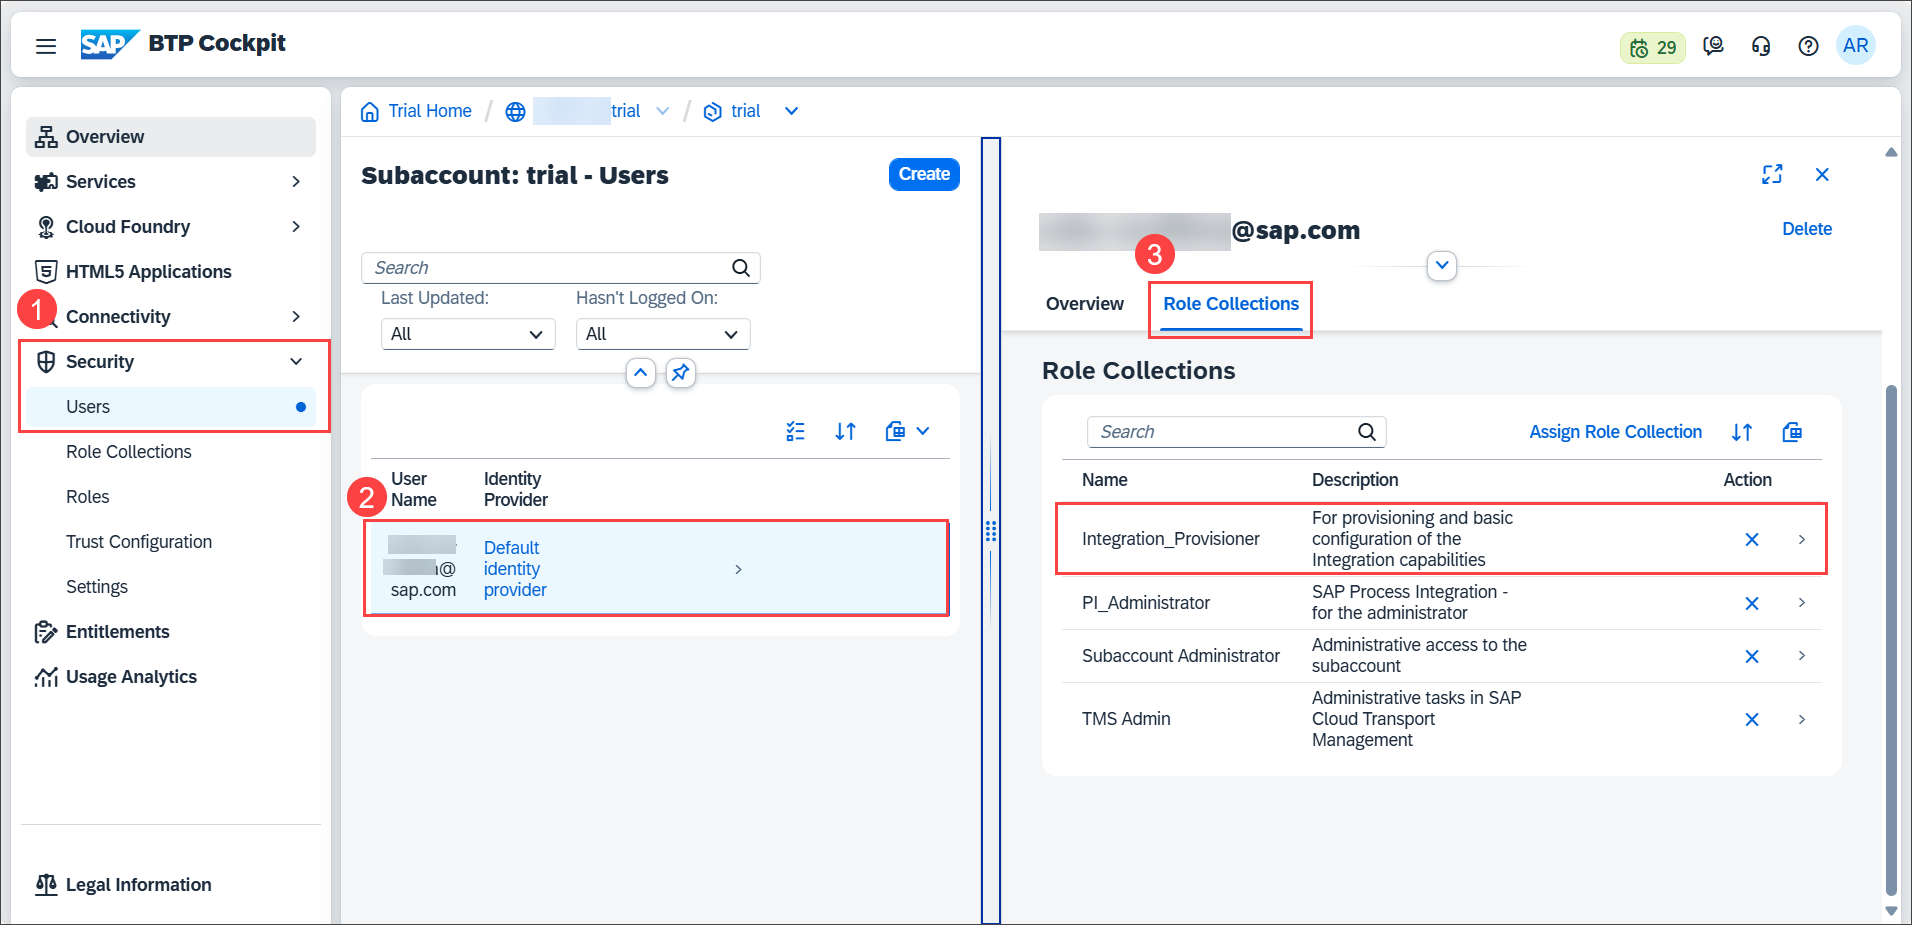 SAP BTP Cockpit
29
AR
Overview
Services
Cloud Foundry
HTML5 Applications
1
Connectivity
Security
Users
Role Collections
Roles
Trust Configuration
Settings
Entitlements
Usage Analytics
Legal Information
Trial Home / trial / trial
Subaccount: trial - Users
Create
Search
Last Updated:
Hasn't Logged On:
All
All
2
User
Name
Identity
Provider
@
sap.com
Default
identity
provider
@sap.com
Delete
3
Overview
Role Collections
Role Collections
Search
Assign Role Collection
Name
Description
Action
Integration_Provisioner
For provisioning and basic
configuration of the
Integration capabilities
PI_Administrator
SAP Process Integration -
for the administrator
Subaccount Administrator
Administrative access to the
subaccount
TMS Admin
Administrative tasks in SAP
Cloud Transport
Management